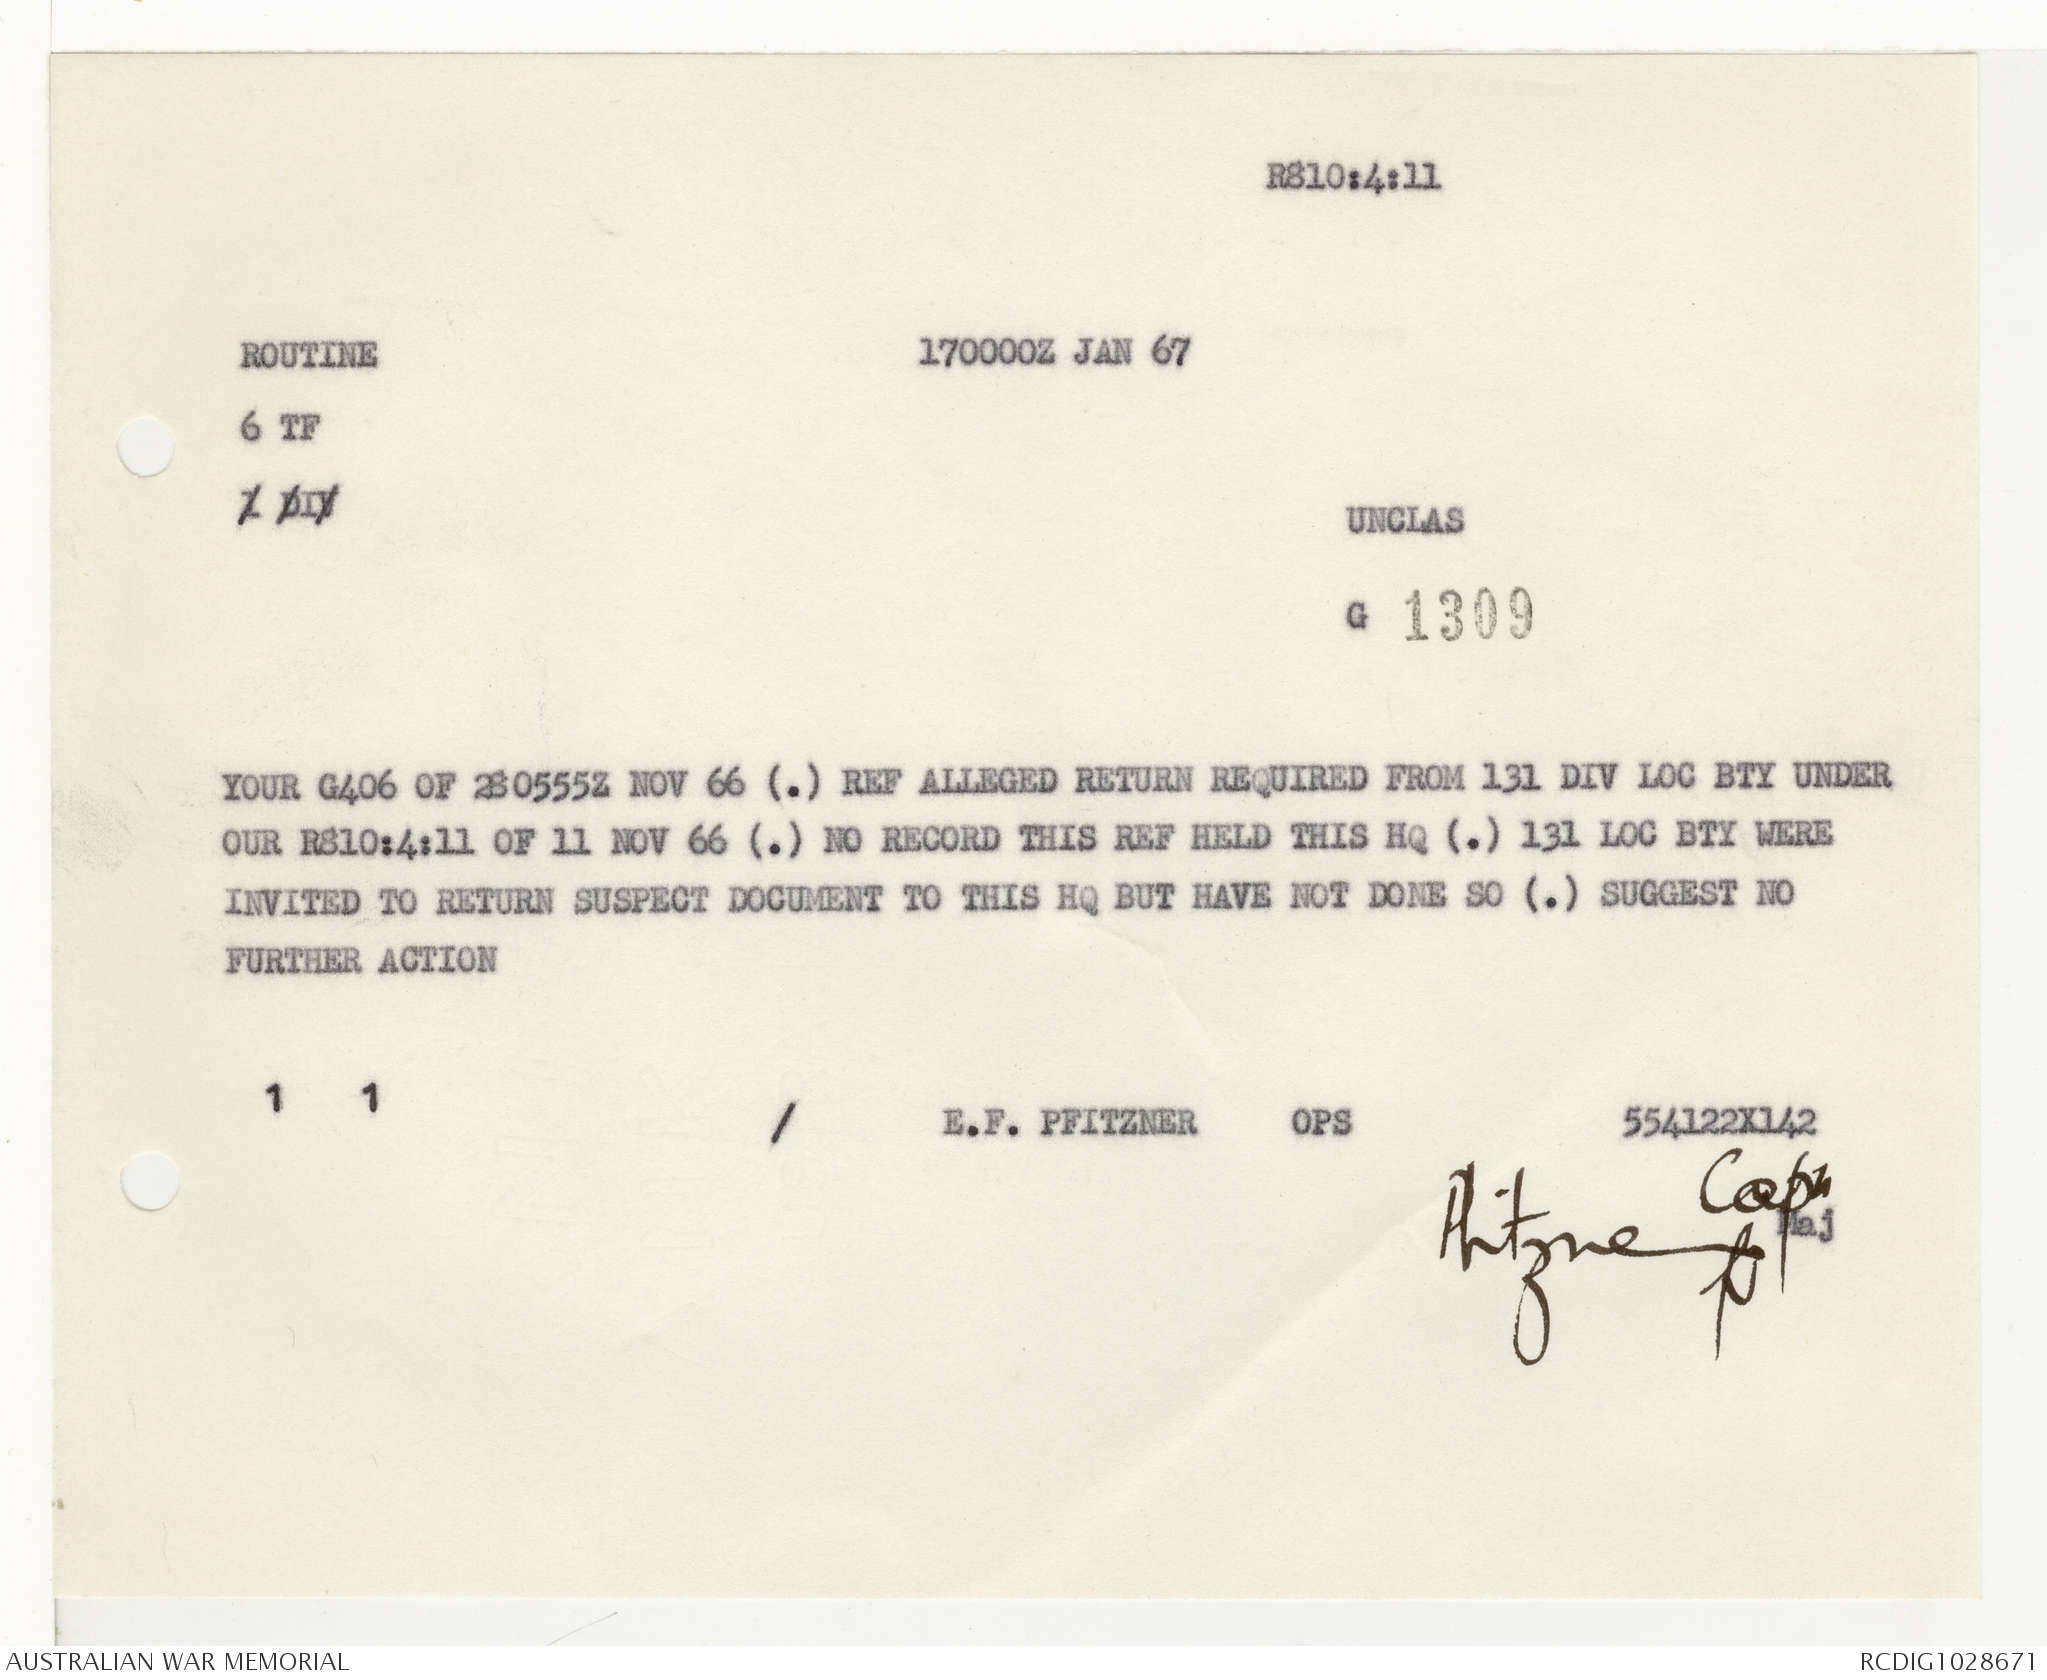 R810:4:11
ROUTINE 170000Z JAN 67
6 TF
1 DIV
UNCLAS
G 1309
YOUR G406 OF 280555Z NOV 66 (.) REF ALLEGED RETURN REQUIRED FROM 131 DIV LOC BTY UNDER
OUR R810:4:11 OF 11 NOV 66 (.) NO RECORD THIS REF HELD THIS HQ (.) 131 LOC BTY WERE
INVITED TO RETURN SUSPECT DOCUMENT TO THIS HQ BUT HAVE NOT DONE SO (.) SUGGEST NO
FURTHER ACTION
1 1 / E.F. PFITZNER OPS 554122X142
Capt
Pfitzner Maj
AUSTRALIAN WAR MEMORIAL RCDIG1028671